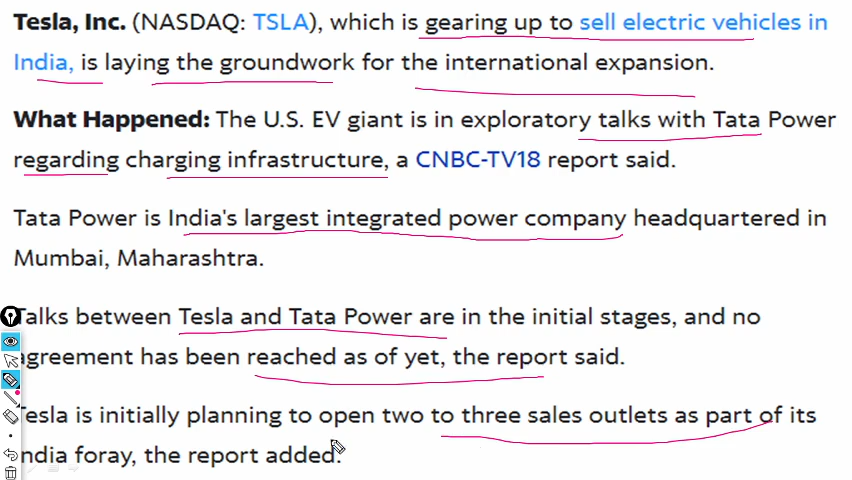 Tesla, Inc. (NASDAQ: TSLA), which is gearing up to sell electric vehicles in
India, is laying the groundwork for the international expansion.
What Happened: The U.S. EV giant is in exploratory talks with Tata Power
regarding charging infrastructure, a CNBC-TV18 report said.
Tata Power is India's largest integrated power company headquartered in
Mumbai, Maharashtra.
Talks between Tesla and Tata Power are in the initial stages, and no
agreement has been reached as of yet, the report said.
Tesla is initially planning to open two to three sales outlets as part of its
India foray, the report added.